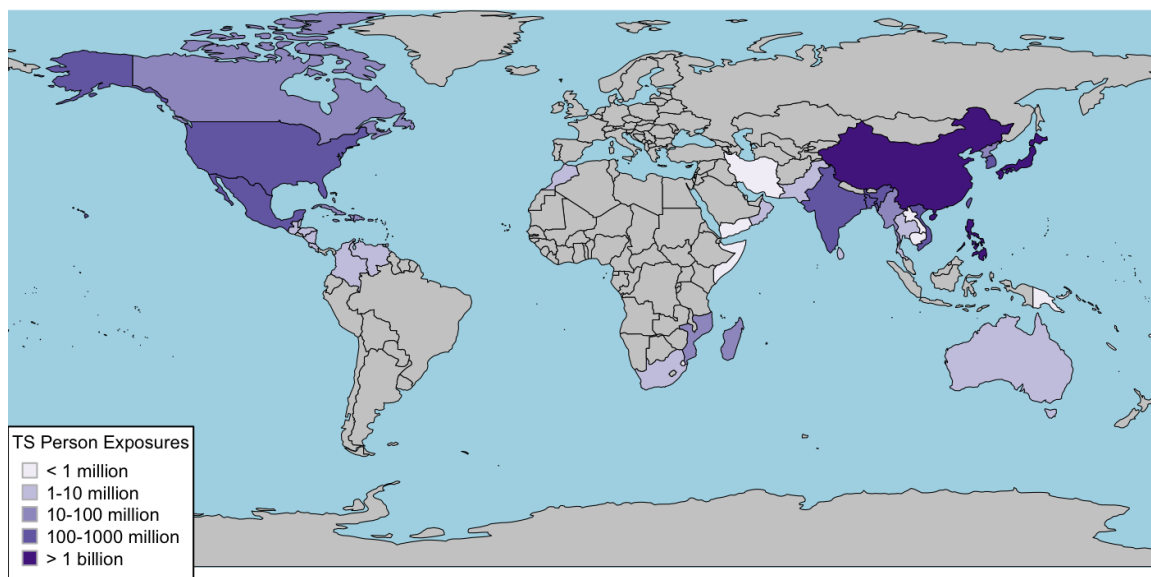 TS Person Exposures
< 1 million
1-10 million
10-100 million
100-1000 million
> 1 billion